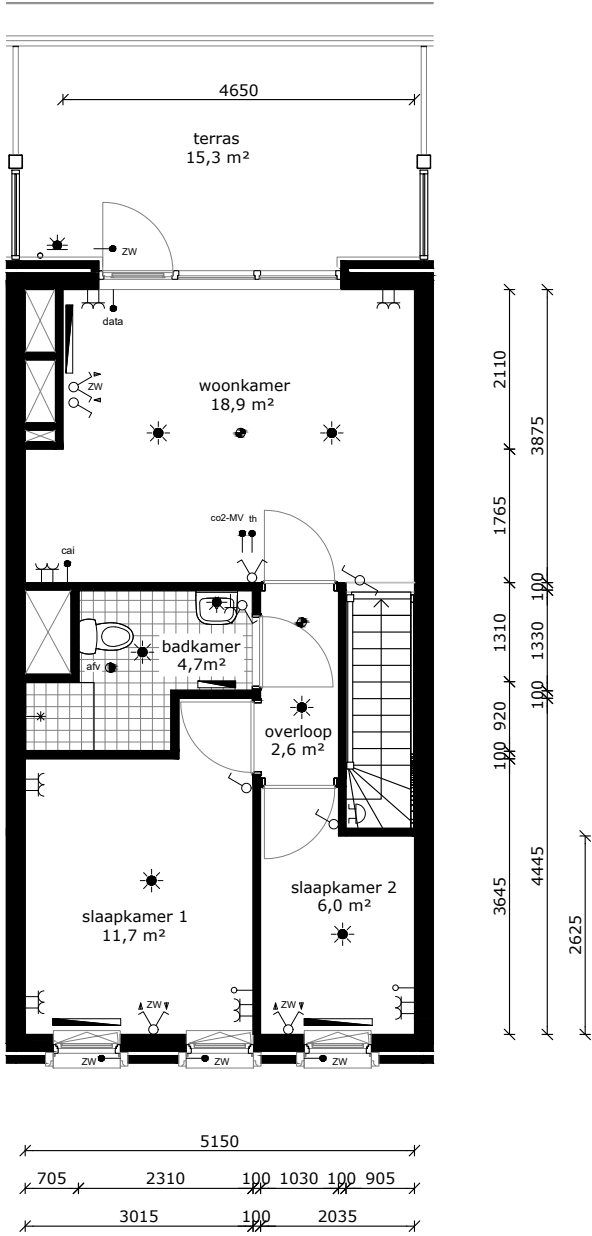 4650
terras
15,3 m²
ZW
data
ZW
woonkamer
18,9 m²
co2-MV th
cai
badkamer
4,7m²
afv
overloop
2,6 m²
slaapkamer 1
11,7 m²
slaapkamer 2
6,0 m²
ZW
ZW
ZW
ZW
ZW
2110
3875
1765
100
1310
1330
100
920
100
3645
4445
2625
5150
705
2310
100
1030
100
905
3015
100
2035